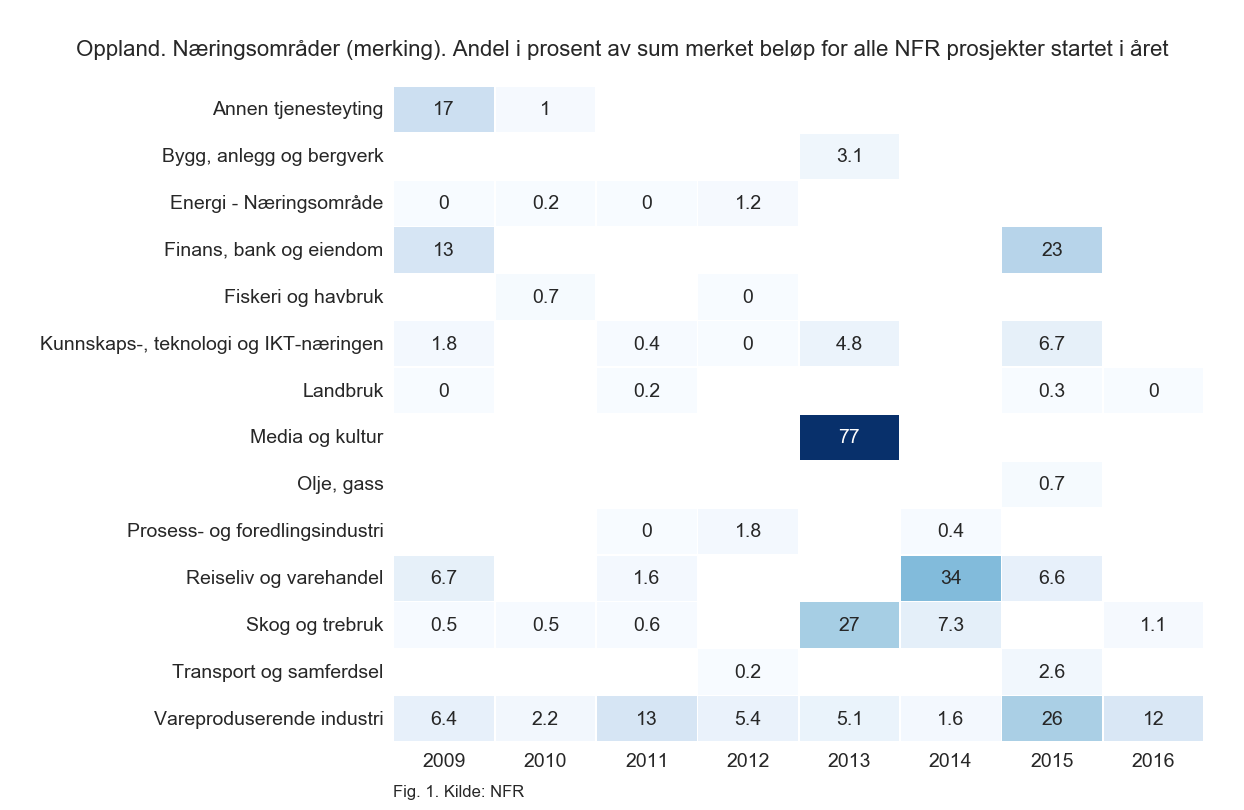 Oppland. Næringsområder (merking). Andel i prosent av sum merket beløp for alle NFR prosjekter startet i året
Annen tjenesteyting 17 1
Bygg, anlegg og bergverk 3.1
Energi - Næringsområde 0 0.2 0 1.2
Finans, bank og eiendom 13 23
Fiskeri og havbruk 0.7 0
Kunnskaps-, teknologi og IKT-næringen 1.8 0.4 0 4.8 6.7
Landbruk 0 0.2 0.3 0
Media og kultur 77
Olje, gass 0.7
Prosess- og foredlingsindustri 0 1.8 0.4
Reiseliv og varehandel 6.7 1.6 34 6.6
Skog og trebruk 0.5 0.5 0.6 27 7.3 1.1
Transport og samferdsel 0.2 2.6
Vareproduserende industri 6.4 2.2 13 5.4 5.1 1.6 26 12
2009 2010 2011 2012 2013 2014 2015 2016
Fig. 1. Kilde: NFR